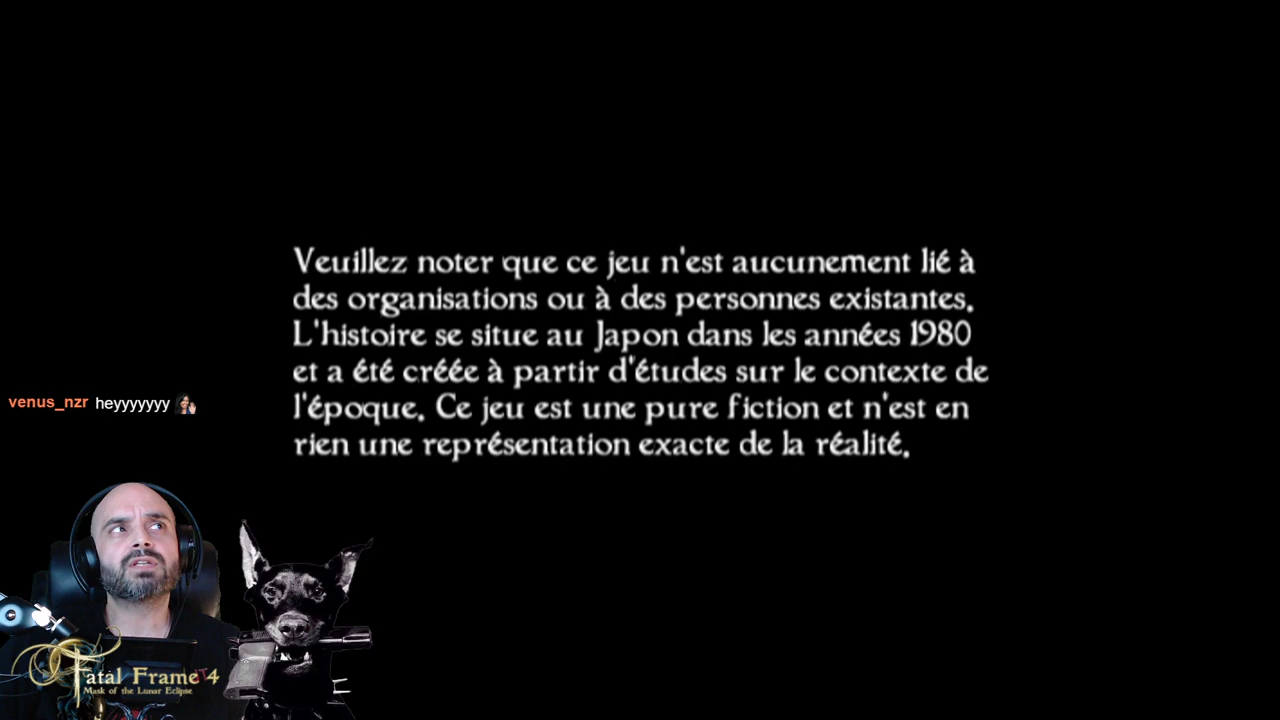 Veuillez noter que ce jeu n'est aucunement lié à
des organisations ou à des personnes existantes.
L'histoire se situe au Japon dans les années 1980
et a été créée à partir d'études sur le contexte de
l'époque. Ce jeu est une pure fiction et n'est en
rien une représentation exacte de la réalité.
venus_nzr heyyyyyyy
Fatal Frame 4
Mask of the Lunar Eclipse